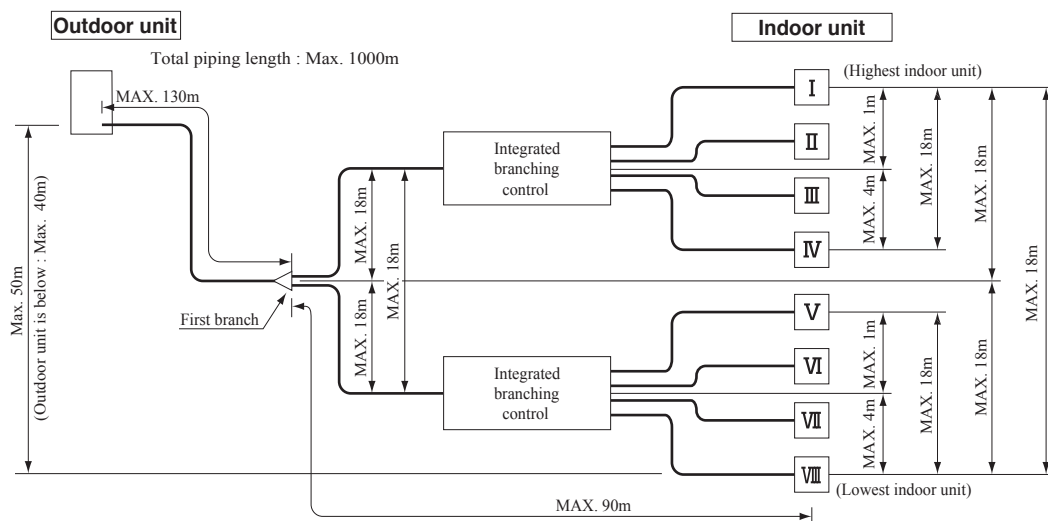 Outdoor unit
Indoor unit
Total piping length : Max. 1000m
(Highest indoor unit)
MAX. 130m
Max. 50m
(Outdoor unit is below : Max. 40m)
First branch
MAX. 18m
MAX. 18m
MAX. 18m
Integrated
branching
control
Integrated
branching
control
Ⅰ
Ⅱ
Ⅲ
Ⅳ
Ⅴ
Ⅵ
Ⅶ
Ⅷ
MAX. 1m
MAX. 4m
MAX. 18m
MAX. 18m
MAX. 18m
MAX. 1m
MAX. 4m
MAX. 18m
MAX. 18m
(Lowest indoor unit)
MAX. 90m